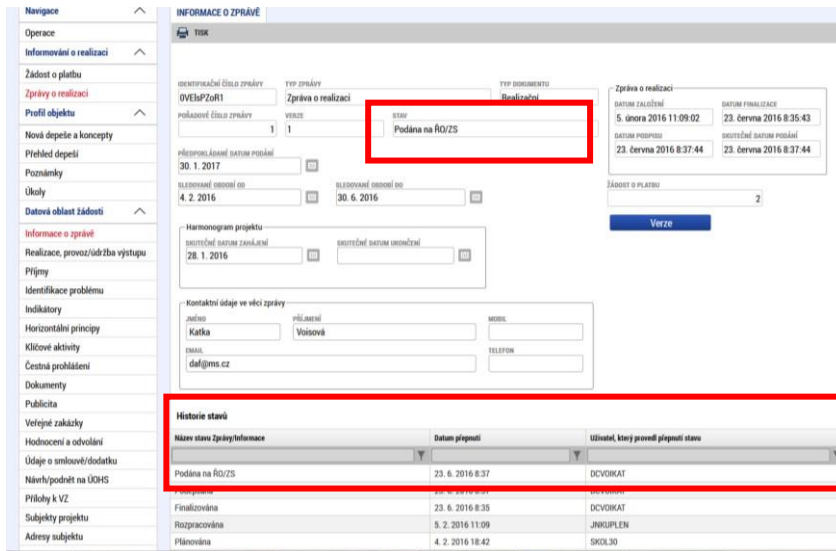 Navigace
Operace
Informování o realizaci
Žádost o platbu
Zprávy o realizaci
Profil objektu
Nová depeše a koncepty
Přehled depeší
Poznámky
Úkoly
Datová oblast žádosti
Informace o zprávě
Realizace, provoz/údržba výstupu
Příjmy
Identifikace problému
Indikátory
Horizontální principy
Klíčové aktivity
Čestná prohlášení
Dokumenty
Publicita
Veřejné zakázky
Hodnocení a odvolání
Údaje o smlouvě/dodatku
Návrh/podnět na ÚOHS
Přílohy k VZ
Subjekty projektu
Adresy subjektu
INFORMACE O ZPRÁVĚ
TISK
IDENTIFIKAČNÍ ČÍSLO ZPRÁVY TYP ZPRÁVY TYP DOKUMENTU
0VElsPZoR1 Zpráva o realizaci Realizační
POŘADOVÉ ČÍSLO ZPRÁVY VERZE STAV
1 1 Podána na ŘO/ZS
PŘEDPOKLÁDANÉ DATUM PODÁNÍ
30. 1. 2017
SLEDOVANÉ OBDOBÍ OD SLEDOVANÉ OBDOBÍ DO
4. 2. 2016 30. 6. 2016
Zpráva o realizaci
DATUM ZALOŽENÍ DATUM FINALIZACE
5. února 2016 11:09:02 23. června 2016 8:35:43
DATUM PODPISU SKUTEČNÉ DATUM PODÁNÍ
23. června 2016 8:37:44 23. června 2016 8:37:44
ŽÁDOST O PLATBU
2
Verze
Harmonogram projektu
SKUTEČNÉ DATUM ZAHÁJENÍ SKUTEČNÉ DATUM UKONČENÍ
28. 1. 2016
Kontaktní údaje ve věci zprávy
JMÉNO PŘÍJMENÍ MOBIL
Katka Voisová
EMAIL TELEFON
daf@ms.cz
Historie stavů
Název stavu Zprávy/Informace Datum přepnutí Uživatel, který provedl přepnutí stavu
Podána na ŘO/ZS 23. 6. 2016 8:37 DCVOIKAT
Finalizována 23. 6. 2016 8:35 DCVOIKAT
Rozpracována 5. 2. 2016 11:09 JNKUPLEN
Plánována 4. 2. 2016 18:42 SKOL30